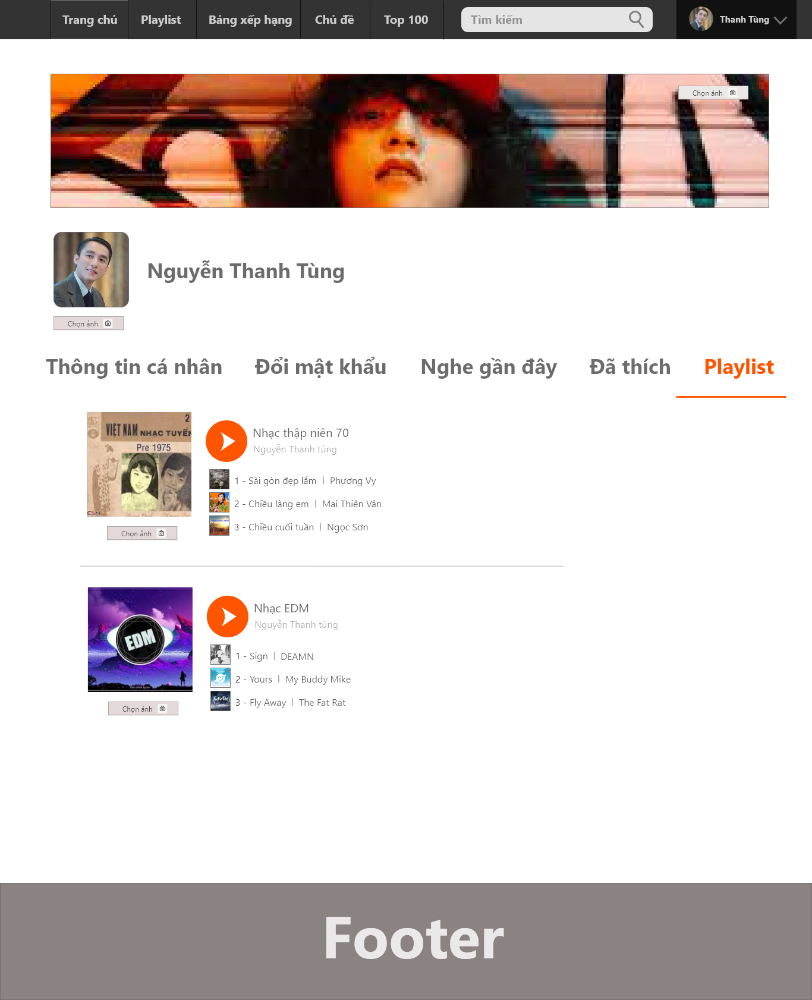 Trang chủ Playlist Bảng xếp hạng Chủ đề Top 100 Tìm kiếm Thanh Tùng
Chọn ảnh
Nguyễn Thanh Tùng
Chọn ảnh
Thông tin cá nhân Đổi mật khẩu Nghe gần đây Đã thích Playlist
2
VIỆT NAM NHẠC TUYỂN
Pre 1975
CSN
Chọn ảnh
Nhạc thập niên 70
Nguyễn Thanh tùng
1 - Sài gòn đẹp lắm | Phương Vy
2 - Chiều làng em | Mai Thiên Vân
3 - Chiều cuối tuần | Ngọc Sơn
EDM
Chọn ảnh
Nhạc EDM
Nguyễn Thanh tùng
1 - Sign | DEAMN
2 - Yours | My Buddy Mike
3 - Fly Away | The Fat Rat
Footer